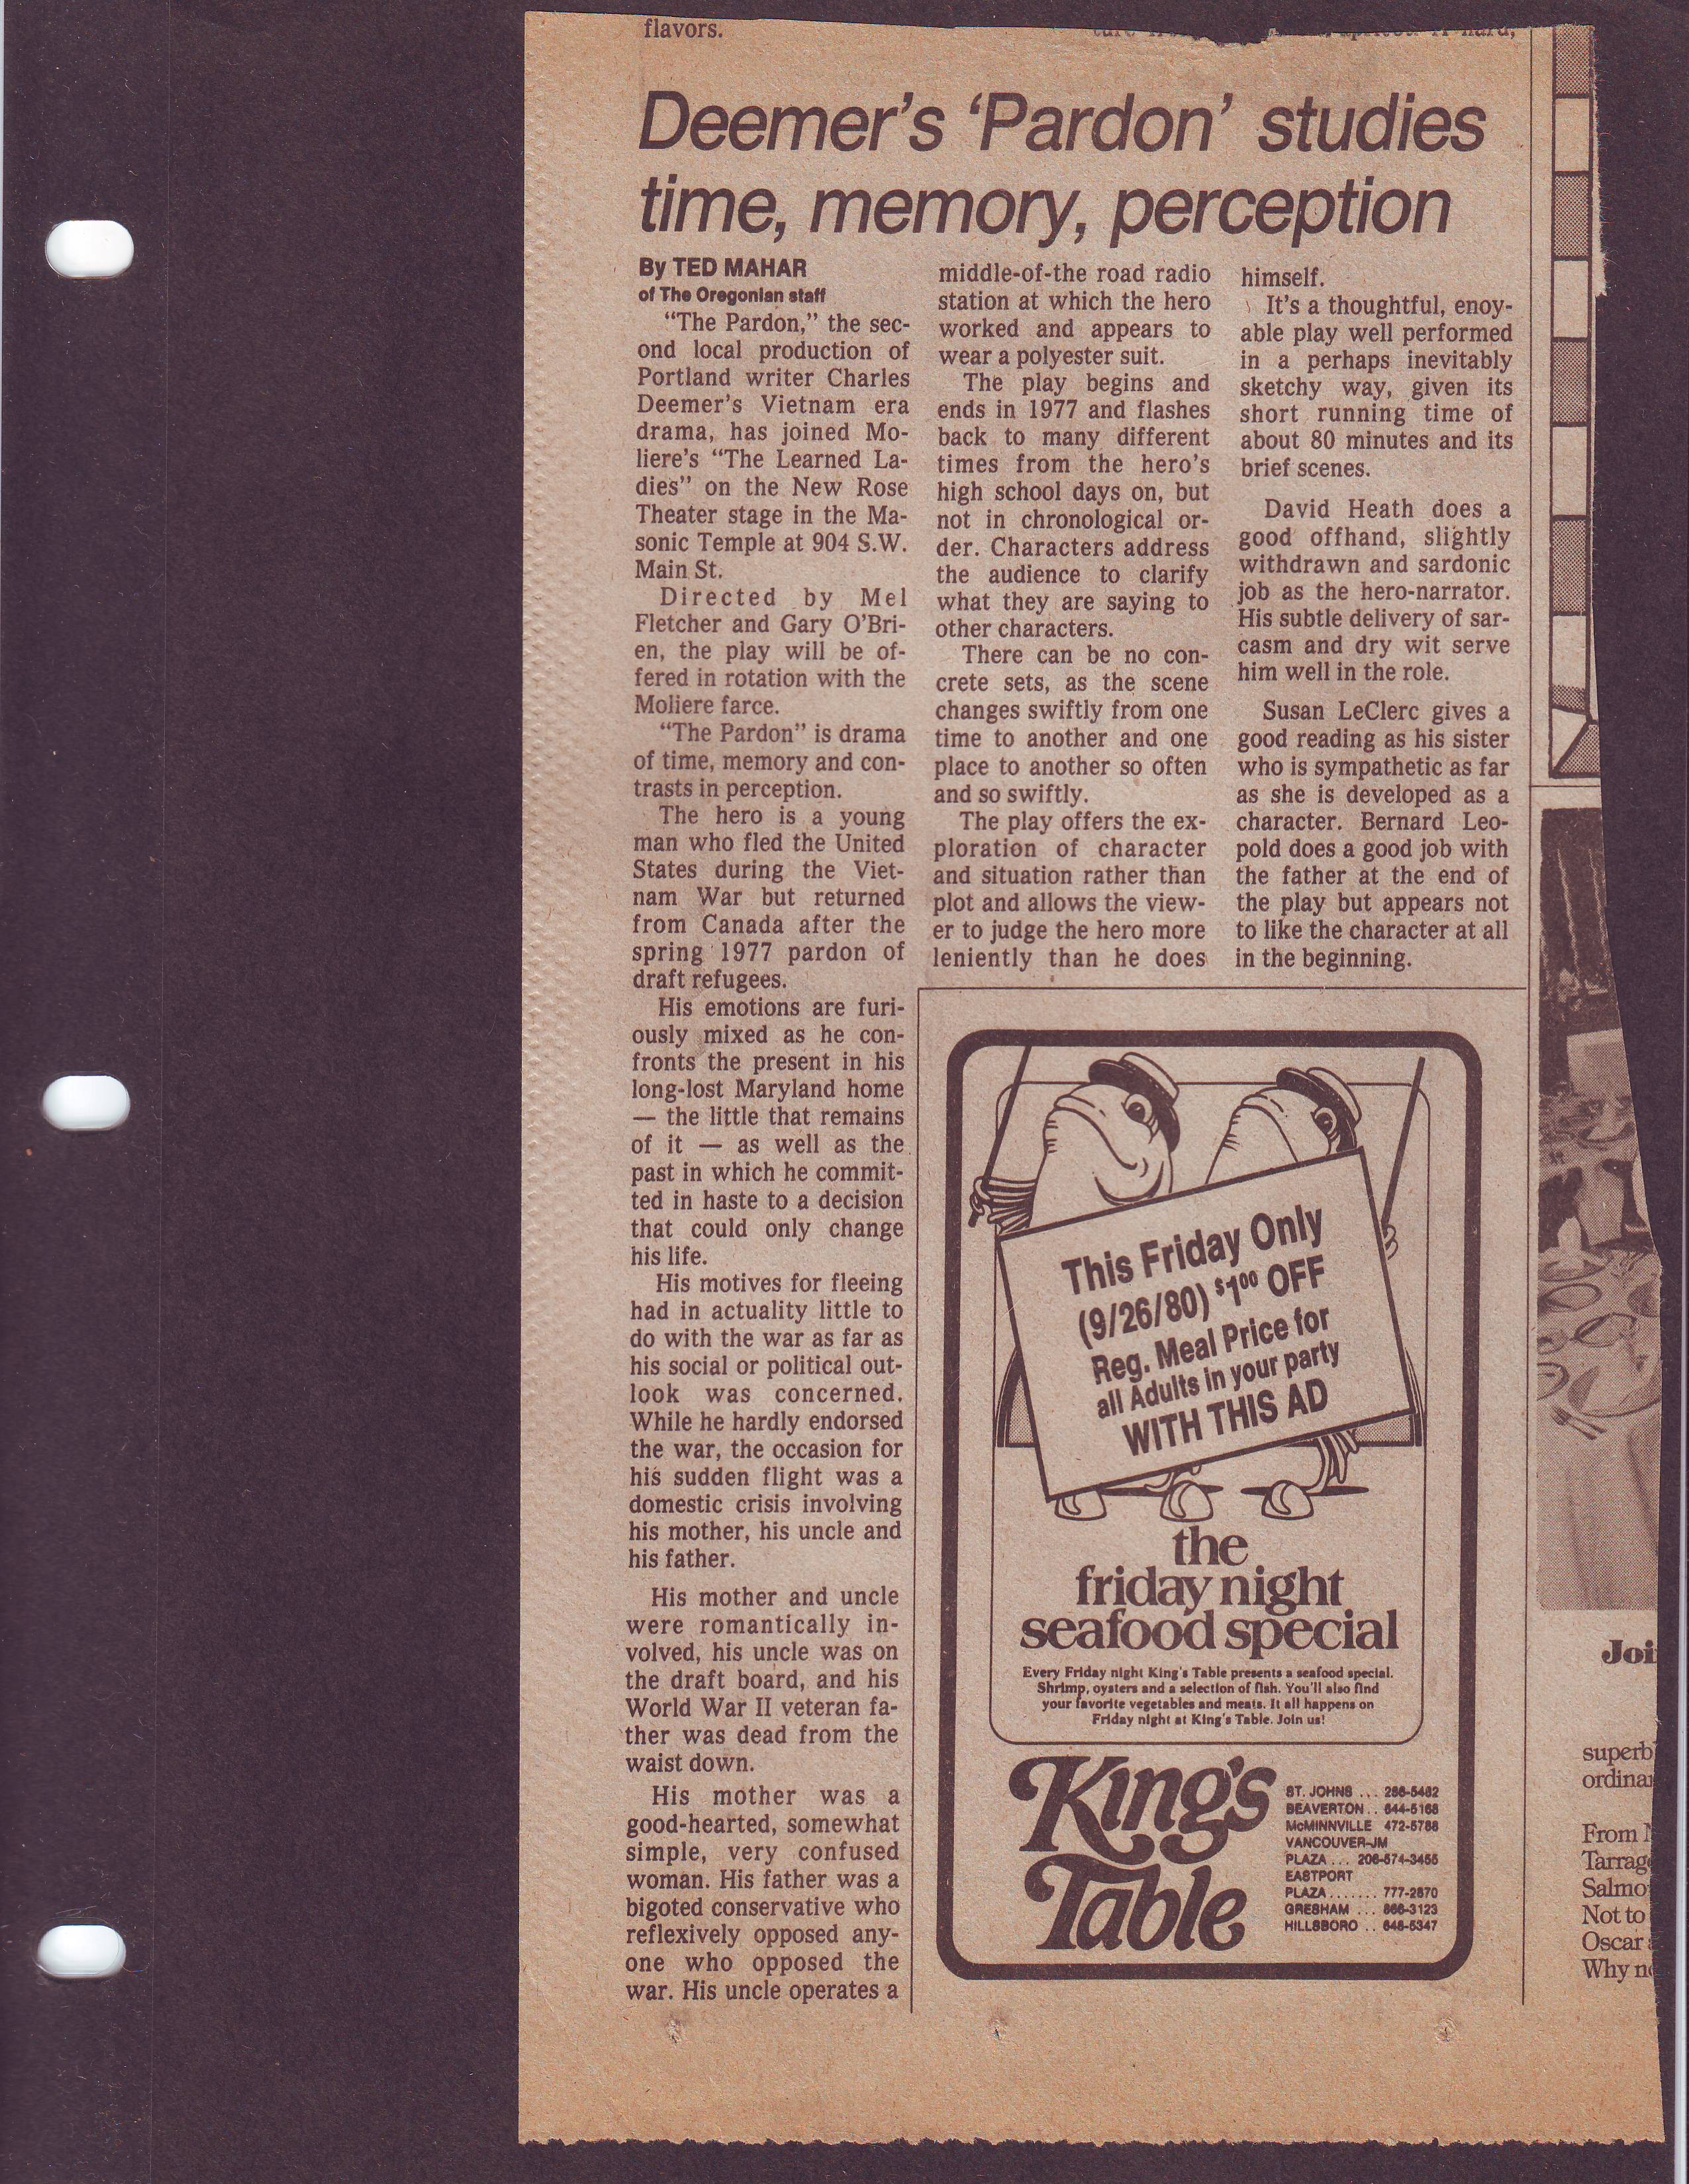 flavors.
Deemer's 'Pardon' studies
time, memory, perception
By TED MAHAR
of The Oregonian staff
"The Pardon," the sec-
ond local production of
Portland writer Charles
Deemer's Vietnam era
drama, has joined Mo-
liere's "The Learned La-
dies" on the New Rose
Theater stage in the Ma-
sonic Temple at 904 S.W.
Main St.
Directed by Mel
Fletcher and Gary O'Bri-
en, the play will be of-
fered in rotation with the
Moliere farce.
"The Pardon" is drama
of time, memory and con-
trasts in perception.
The hero is a young
man who fled the United
States during the Viet-
nam War but returned
from Canada after the
spring 1977 pardon of
draft refugees.
His emotions are furi-
ously mixed as he con-
fronts the present in his
long-lost Maryland home
— the little that remains
of it — as well as the
past in which he commit-
ted in haste to a decision
that could only change
his life.
His motives for fleeing
had in actuality little to
do with the war as far as
his social or political out-
look was concerned.
While he hardly endorsed
the war, the occasion for
his sudden flight was a
domestic crisis involving
his mother, his uncle and
his father.
His mother and uncle
were romantically in-
volved, his uncle was on
the draft board, and his
World War II veteran fa-
ther was dead from the
waist down.
His mother was a
good-hearted, somewhat
simple, very confused
woman. His father was a
bigoted conservative who
reflexively opposed any-
one who opposed the
war. His uncle operates a
middle-of-the road radio
station at which the hero
worked and appears to
wear a polyester suit.
The play begins and
ends in 1977 and flashes
back to many different
times from the hero's
high school days on, but
not in chronological or-
der. Characters address
the audience to clarify
what they are saying to
other characters.
There can be no con-
crete sets, as the scene
changes swiftly from one
time to another and one
place to another so often
and so swiftly.
The play offers the ex-
ploration of character
and situation rather than
plot and allows the view-
er to judge the hero more
leniently than he does
himself.
It's a thoughtful, enoy-
able play well performed
in a perhaps inevitably
sketchy way, given its
short running time of
about 80 minutes and its
brief scenes.
David Heath does a
good offhand, slightly
withdrawn and sardonic
job as the hero-narrator.
His subtle delivery of sar-
casm and dry wit serve
him well in the role.
Susan LeClerc gives a
good reading as his sister
who is sympathetic as far
as she is developed as a
character. Bernard Leo-
pold does a good job with
the father at the end of
the play but appears not
to like the character at all
in the beginning.
This Friday Only
(9/26/80) $100 OFF
Reg. Meal Price for
all Adults in your party
WITH THIS AD
the
friday night
seafood special
Every Friday night King's Table presents a seafood special.
Shrimp, oysters and a selection of fish. You'll also find
your favorite vegetables and meats. It all happens on
Friday night at King's Table. Join us!
King's
Table
ST. JOHNS ... 286-5482
BEAVERTON .. 644-5168
McMINNVILLE 472-5788
VANCOUVER-JM
PLAZA ... 206-574-3455
EASTPORT
PLAZA ....... 777-2870
GRESHAM ... 666-3123
HILLSBORO .. 648-5347
Joi
superb
ordinar
From
Tarrag
Salmo
Not to
Oscar
Why no